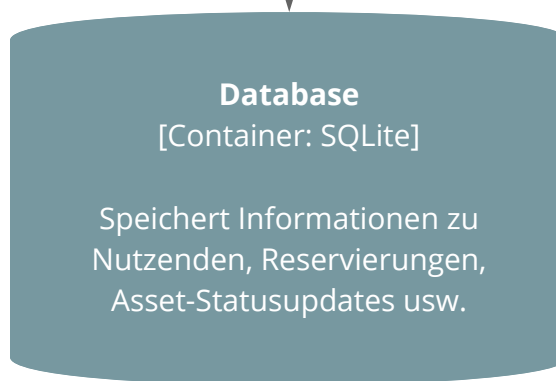 Database
[Container: SQLite]
Speichert Informationen zu
Nutzenden, Reservierungen,
Asset-Statusupdates usw.